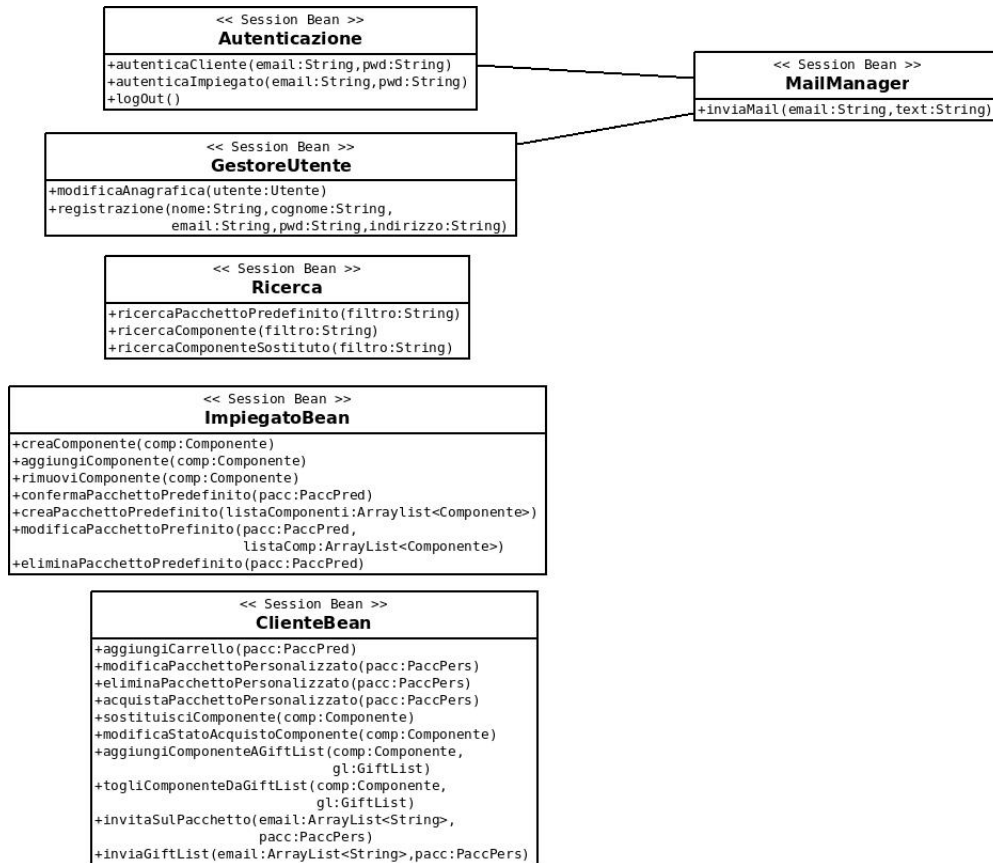 << Session Bean >>
Autenticazione
+autenticaCliente(email:String,pwd:String)
+autenticaImpiegato(email:String,pwd:String)
+logOut()
<< Session Bean >>
MailManager
+inviaMail(email:String,text:String)
<< Session Bean >>
GestoreUtente
+modificaAnagrafica(utente:Utente)
+registrazione(nome:String,cognome:String,
email:String,pwd:String,indirizzo:String)
<< Session Bean >>
Ricerca
+ricercaPacchettoPredefinito(filtro:String)
+ricercaComponente(filtro:String)
+ricercaComponenteSostituto(filtro:String)
<< Session Bean >>
ImpiegatoBean
+creaComponente(comp:Componente)
+aggiungiComponente(comp:Componente)
+rimuoviComponente(comp:Componente)
+confermaPacchettoPredefinito(pacc:PaccPred)
+creaPacchettoPredefinito(listaComponenti:Arraylist<Componente>)
+modificaPacchettoPrefinito(pacc:PaccPred,
listaComp:ArrayList<Componente>)
+eliminaPacchettoPredefinito(pacc:PaccPred)
<< Session Bean >>
ClienteBean
+aggiungiCarrello(pacc:PaccPred)
+modificaPacchettoPersonalizzato(pacc:PaccPers)
+eliminaPacchettoPersonalizzato(pacc:PaccPers)
+acquistaPacchettoPersonalizzato(pacc:PaccPers)
+sostituisciComponente(comp:Componente)
+modificaStatoAcquistoComponente(comp:Componente)
+aggiungiComponenteAGiftList(comp:Componente,
gl:GiftList)
+togliComponenteDaGiftList(comp:Componente,
gl:GiftList)
+invitaSulPacchetto(email:ArrayList<String>,
pacc:PaccPers)
+inviaGiftList(email:ArrayList<String>,pacc:PaccPers)